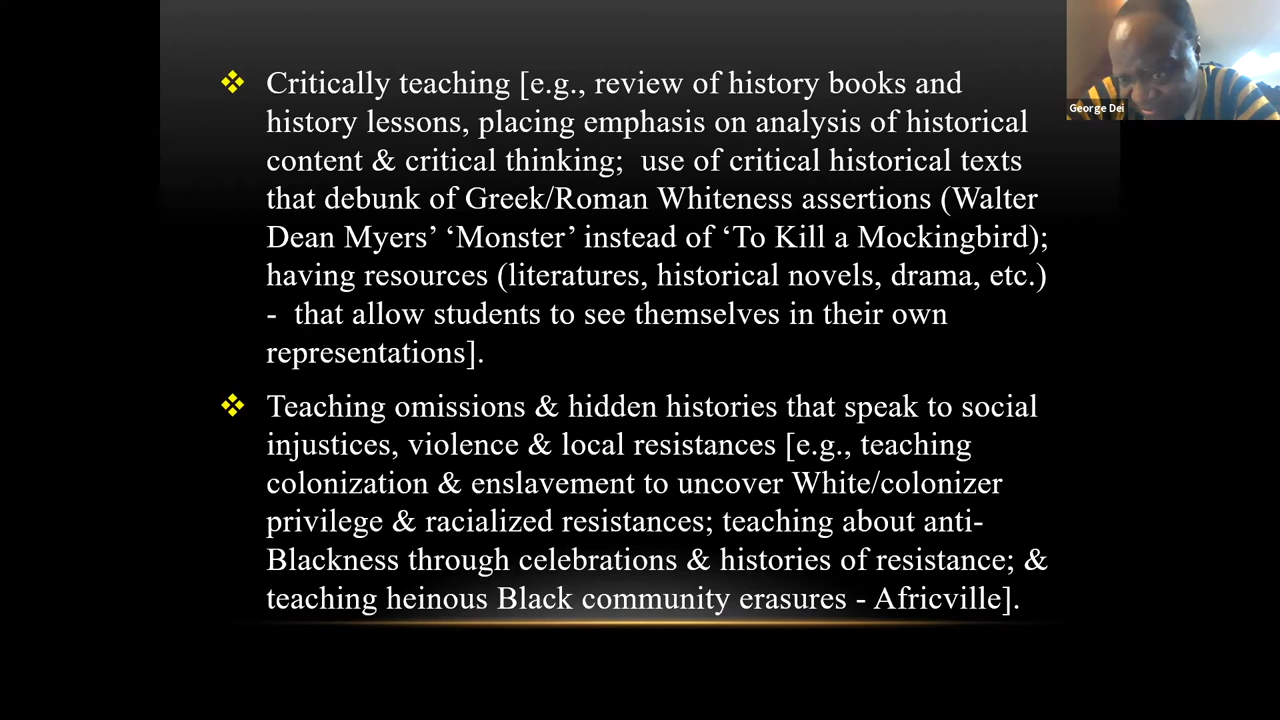 Critically teaching [e.g., review of history books and
history lessons, placing emphasis on analysis of historical
content & critical thinking;  use of critical historical texts
that debunk of Greek/Roman Whiteness assertions (Walter
Dean Myers’ ‘Monster’ instead of ‘To Kill a Mockingbird);
having resources (literatures, historical novels, drama, etc.)
-  that allow students to see themselves in their own
representations].
Teaching omissions & hidden histories that speak to social
injustices, violence & local resistances [e.g., teaching
colonization & enslavement to uncover White/colonizer
privilege & racialized resistances; teaching about anti-
Blackness through celebrations & histories of resistance; &
teaching heinous Black community erasures - Africville].
George Dei